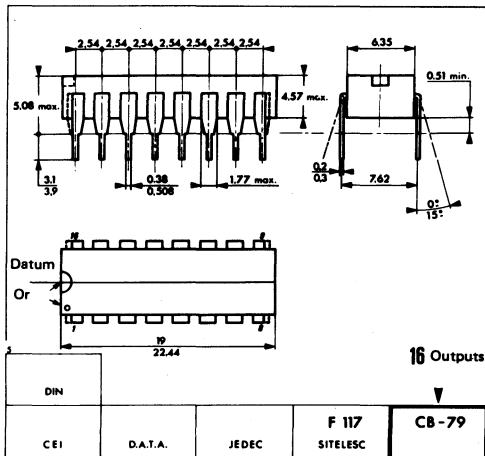 2,54 2,54 2,54 2,54 2,54 2,54 2,54
6,35
0.51 min.
5.08 max.
4.57 max.
3.1
3,9
0.38
0,508
1.77 max.
0,2
0,3
7.62
0°
15°
16 9
Datum
Or
1 8
19
22.44
5
16 Outputs
DIN
CEI
D.A.T.A.
JEDEC
F 117
SITELESC
CB-79